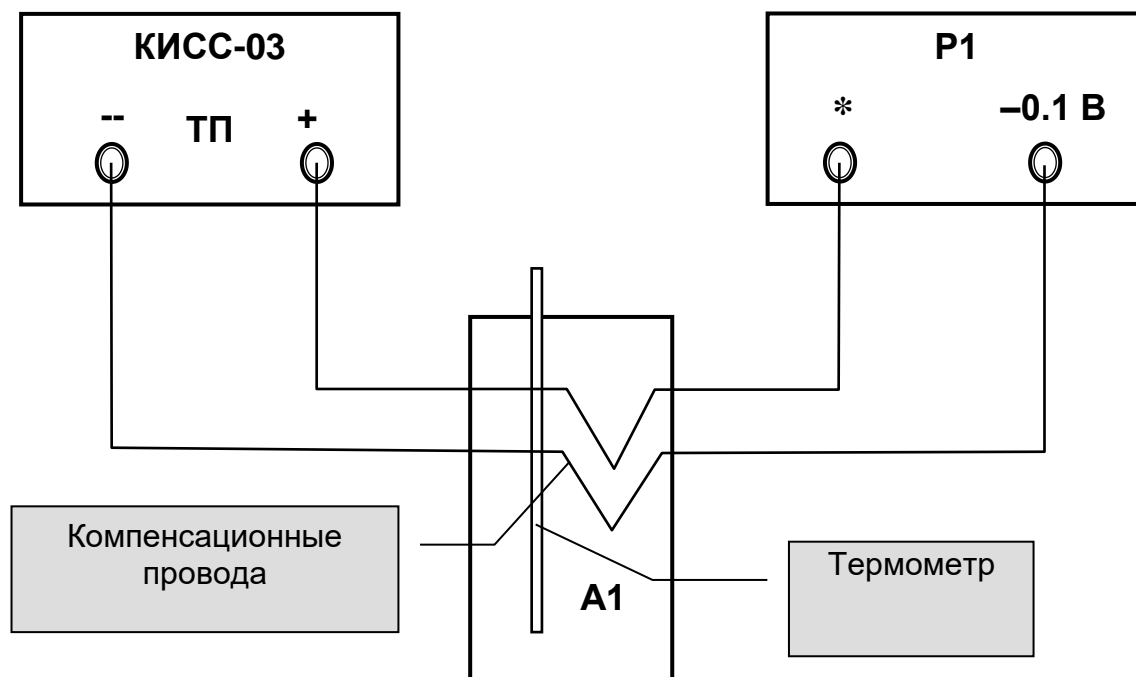 КИСС-03
-- ТП +
Р1
* –0.1 В
Компенсационные
провода
Термометр
А1